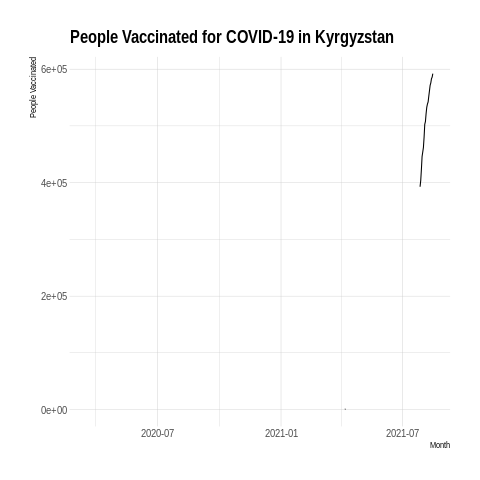 People Vaccinated for COVID-19 in Kyrgyzstan
People Vaccinated
6e+05
4e+05
2e+05
0e+00
2020-07 2021-01 2021-07
Month